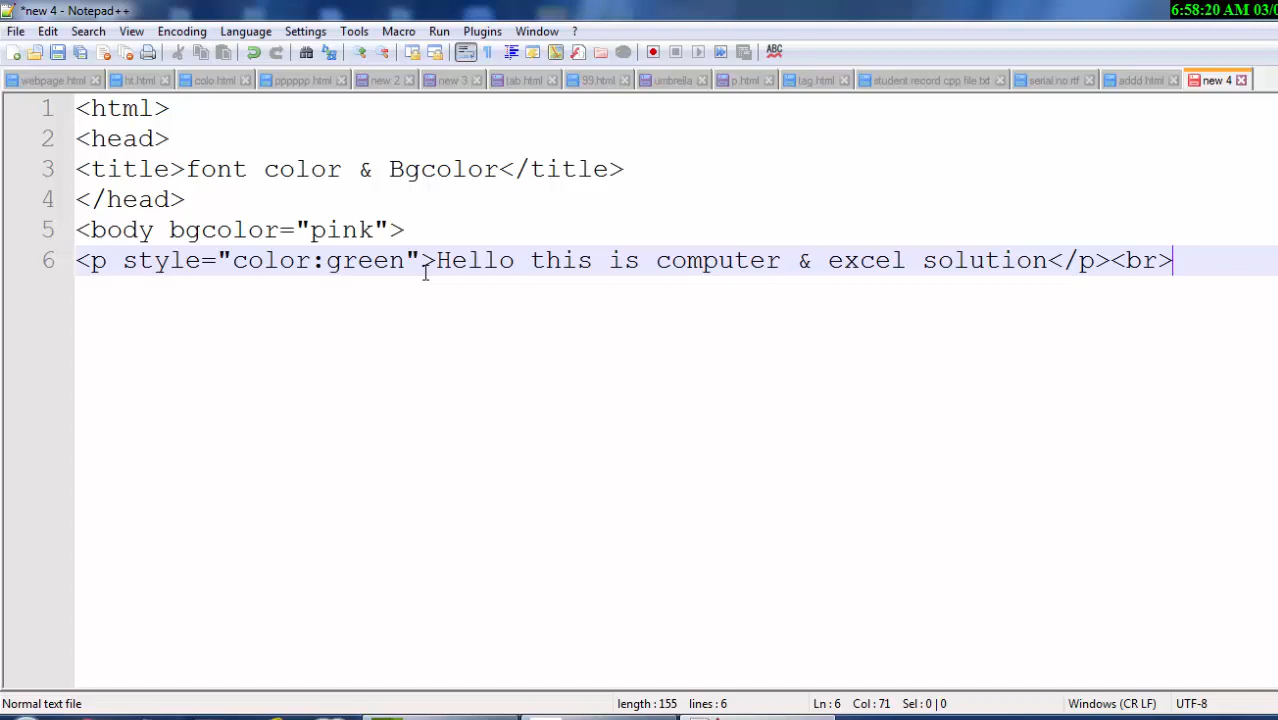 *new 4 - Notepad++
6:58:20 AM 03/0
File Edit Search View Encoding Language Settings Tools Macro Run Plugins Window ?
ABC
webpage.html ht.html colo.html pppppp.html new 2 new 3 tab.html 99.html umbrella p.html tag.html student record cpp file.txt serial no.rtf addd.html new 4
1 <html>
2 <head>
3 <title>font color & Bgcolor</title>
4 </head>
5 <body bgcolor="pink">
6 <p style="color:green">Hello this is computer & excel solution</p><br>
Normal text file length : 155 lines : 6 Ln : 6 Col : 71 Sel : 0 | 0 Windows (CR LF) UTF-8